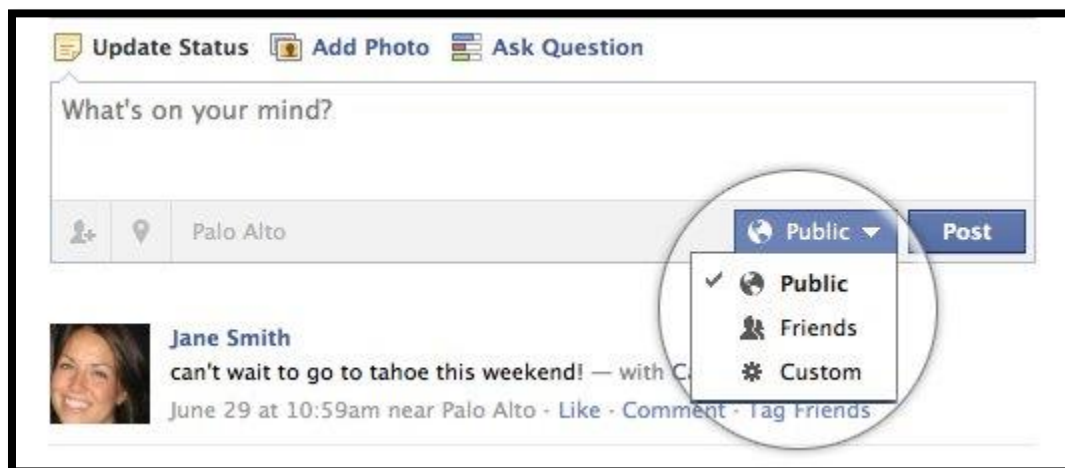 Update Status Add Photo Ask Question
What's on your mind?
Palo Alto Public Post
Public
Friends
Custom
Jane Smith
can't wait to go to tahoe this weekend! — with
June 29 at 10:59am near Palo Alto · Like · Comment · Tag Friends